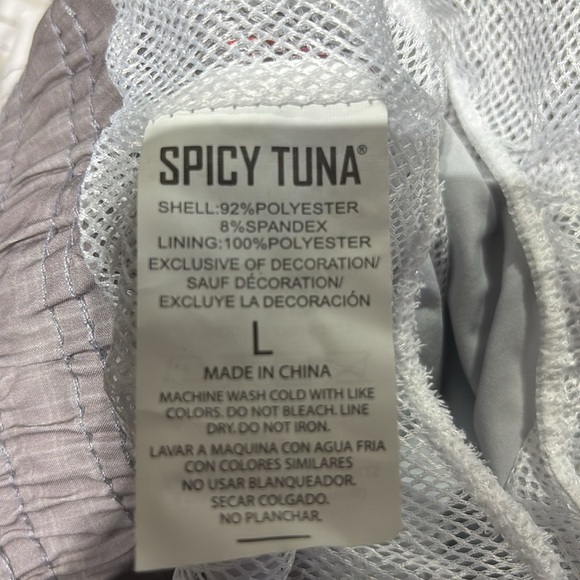 SPICY TUNA®
SHELL:92%POLYESTER
8%SPANDEX
LINING:100%POLYESTER
EXCLUSIVE OF DECORATION/
SAUF DÉCORATION/
EXCLUYE LA DECORACIÓN
L
MADE IN CHINA
MACHINE WASH COLD WITH LIKE
COLORS. DO NOT BLEACH. LINE
DRY. DO NOT IRON.
LAVAR A MAQUINA CON AGUA FRIA
CON COLORES SIMILARES
NO USAR BLANQUEADOR.
SECAR COLGADO.
NO PLANCHAR.